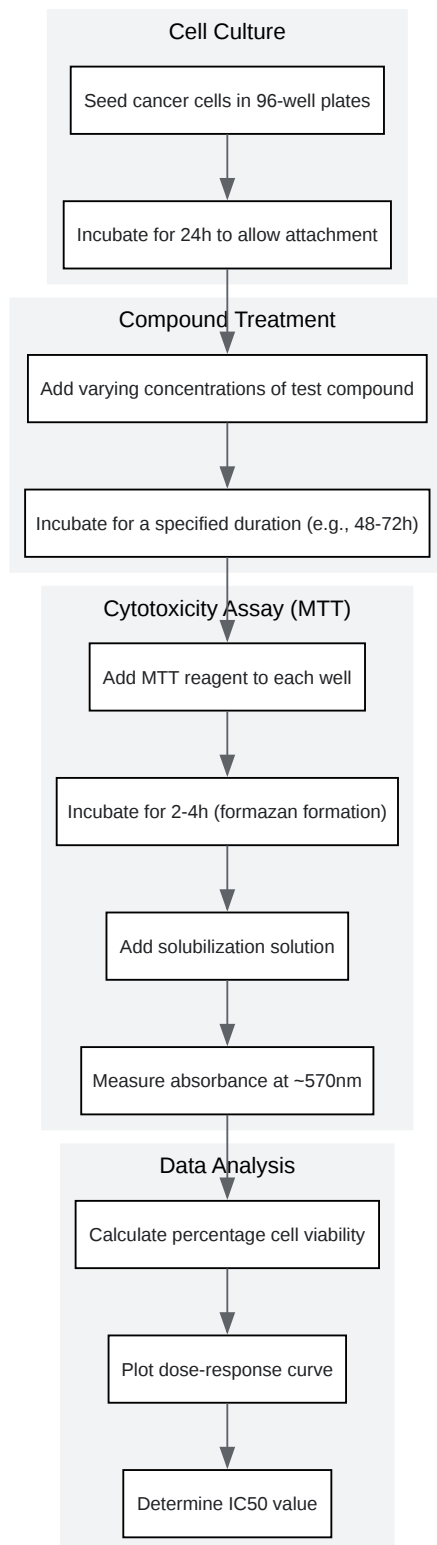 Cell Culture
Seed cancer cells in 96-well plates
Incubate for 24h to allow attachment
Compound Treatment
Add varying concentrations of test compound
Incubate for a specified duration (e.g., 48-72h)
Cytotoxicity Assay (MTT)
Add MTT reagent to each well
Incubate for 2-4h (formazan formation)
Add solubilization solution
Measure absorbance at ~570nm
Data Analysis
Calculate percentage cell viability
Plot dose-response curve
Determine IC50 value